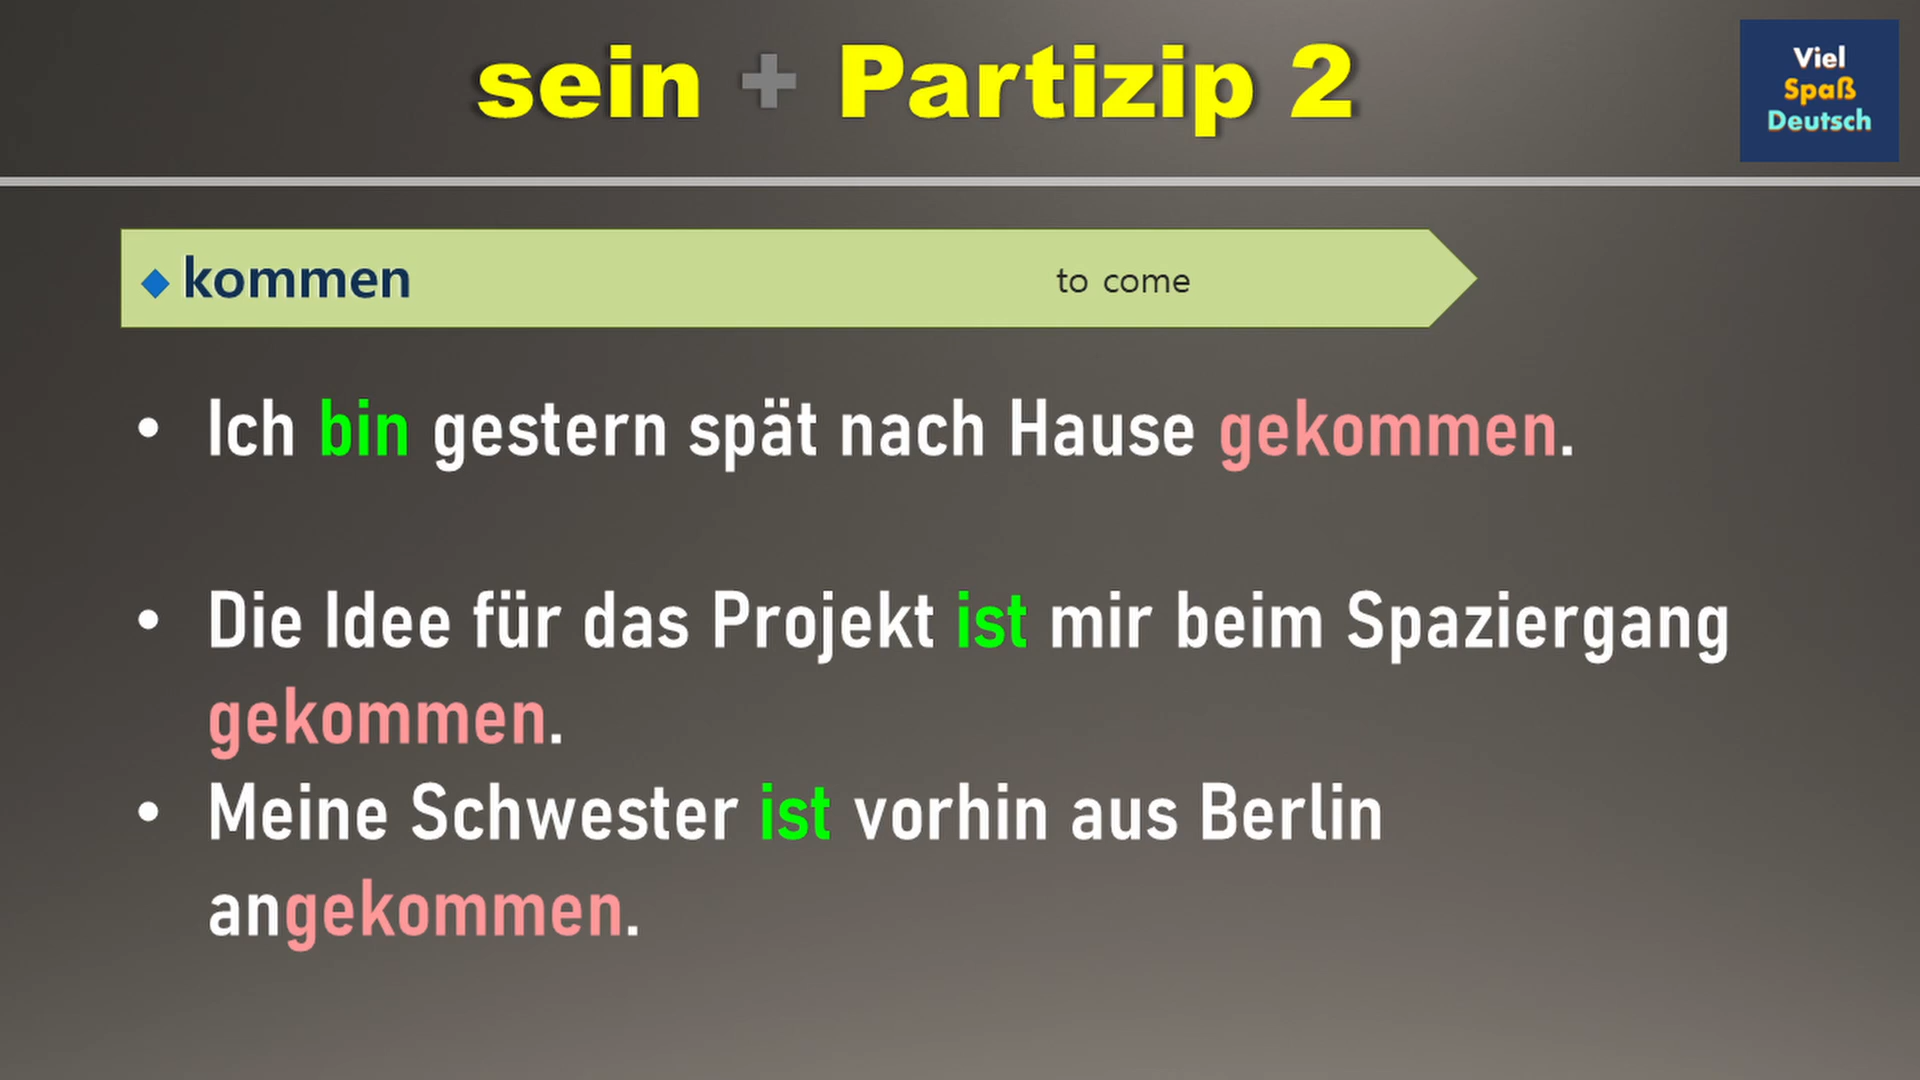 sein + Partizip 2
Viel
Spaß
Deutsch
kommen to come
• Ich bin gestern spät nach Hause gekommen.
• Die Idee für das Projekt ist mir beim Spaziergang
gekommen.
• Meine Schwester ist vorhin aus Berlin
angekommen.